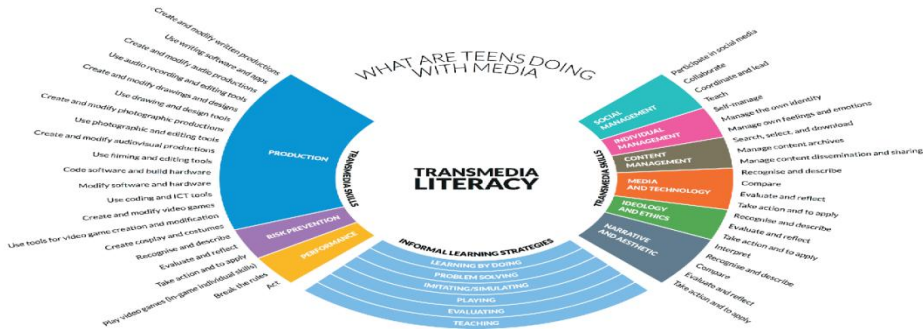 WHAT ARE TEENS DOING
WITH MEDIA
TRANSMEDIA
LITERACY
Create and modify written productions
Use writing software and apps
Create and modify audio productions
Use audio recording and editing tools
Create and modify drawings and designs
Use drawing and design tools
Create and modify photographic productions
Use photographic and editing tools
Create and modify audiovisual productions
Use filming and editing tools
Code software and build hardware
Modify software and hardware
Use coding and ICT tools
Create and modify video games
Use tools for video game creation and modification
Create cosplay and costumes
Recognise and describe
Evaluate and reflect
Take action and to apply
Play video games (in-game individual skills)
Break the rules
Act
PRODUCTION
RISK PREVENTION
PERFORMANCE
TRANSMEDIA SKILLS
TRANSMEDIA SKILLS
SOCIAL
MANAGEMENT
INDIVIDUAL
MANAGEMENT
CONTENT
MANAGEMENT
MEDIA
AND TECHNOLOGY
IDEOLOGY
AND ETHICS
NARRATIVE
AND AESTHETIC
Participate in social media
Collaborate
Coordinate and lead
Teach
Self-manage
Manage the own identity
Manage own feelings and emotions
Search, select, and download
Manage content archives
Manage content dissemination and sharing
Recognise and describe
Compare
Evaluate and reflect
Take action and to apply
Recognise and describe
Evaluate and reflect
Take action and to apply
Interpret
Recognise and describe
Compare
Evaluate and reflect
Take action and to apply
INFORMAL LEARNING STRATEGIES
LEARNING BY DOING
PROBLEM SOLVING
IMITATING/SIMULATING
PLAYING
EVALUATING
TEACHING